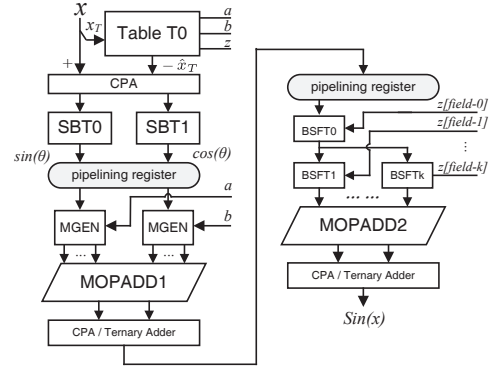 x
x_T
Table T0
a
b
z
+
− x̂_T
CPA
SBT0
SBT1
sin(θ)
cos(θ)
pipelining register
a
MGEN
MGEN
b
...
...
MOPADD1
CPA / Ternary Adder
pipelining register
z[field-0]
BSFT0
z[field-1]
⋮
BSFT1
BSFTk
z[field-k]
... ...
MOPADD2
CPA / Ternary Adder
Sin(x)